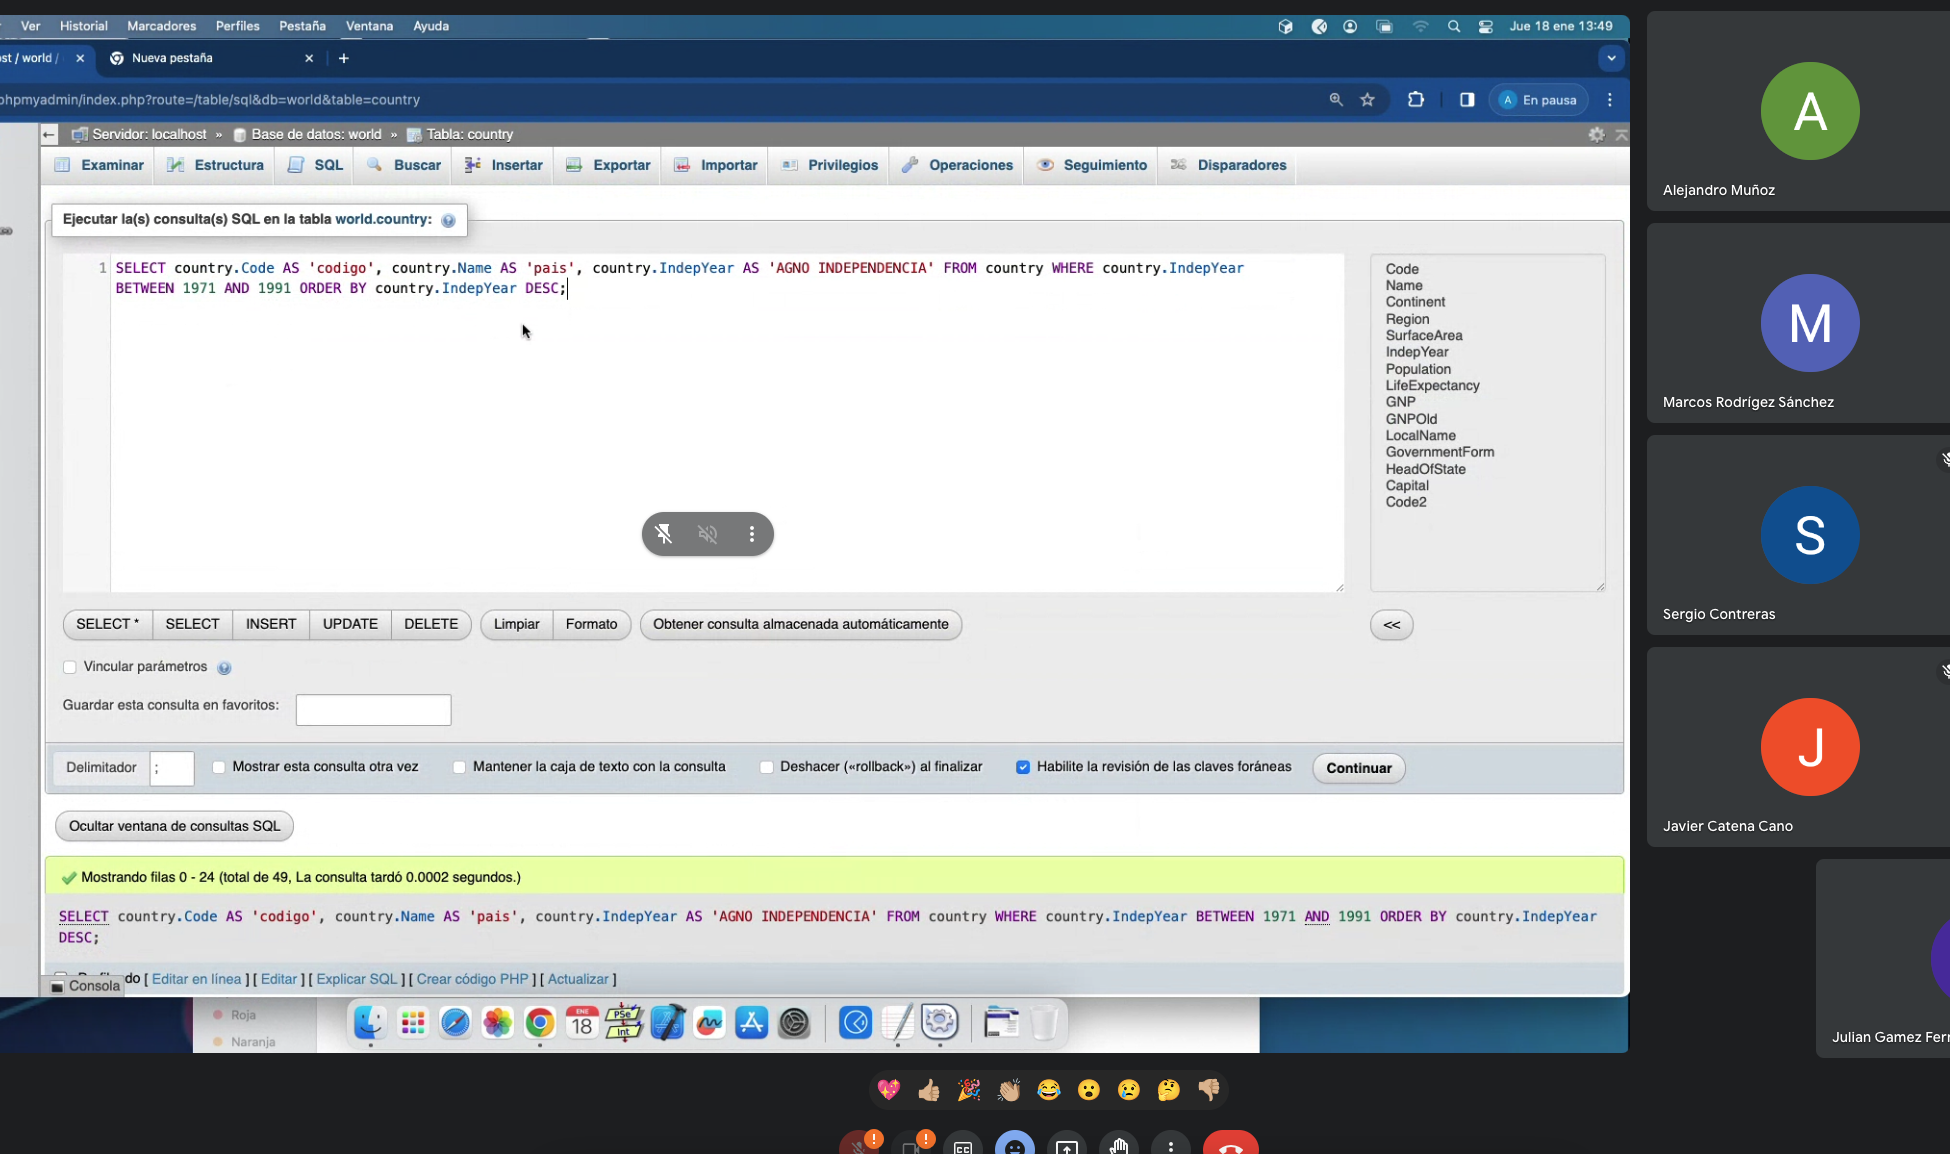 Ver Historial Marcadores Perfiles Pestaña Ventana Ayuda Jue 18 ene 13:49
ost / world / Nueva pestaña
phpmyadmin/index.php?route=/table/sql&db=world&table=country A En pausa
Servidor: localhost » Base de datos: world » Tabla: country
Examinar Estructura SQL Buscar Insertar Exportar Importar Privilegios Operaciones Seguimiento Disparadores
Ejecutar la(s) consulta(s) SQL en la tabla world.country:
1 SELECT country.Code AS 'codigo', country.Name AS 'pais', country.IndepYear AS 'AGNO INDEPENDENCIA' FROM country WHERE country.IndepYear
BETWEEN 1971 AND 1991 ORDER BY country.IndepYear DESC;
Code
Name
Continent
Region
SurfaceArea
IndepYear
Population
LifeExpectancy
GNP
GNPOld
LocalName
GovernmentForm
HeadOfState
Capital
Code2
SELECT * SELECT INSERT UPDATE DELETE Limpiar Formato Obtener consulta almacenada automáticamente <<
Vincular parámetros
Guardar esta consulta en favoritos:
Delimitador ; Mostrar esta consulta otra vez Mantener la caja de texto con la consulta Deshacer («rollback») al finalizar Habilite la revisión de las claves foráneas Continuar
Ocultar ventana de consultas SQL
Mostrando filas 0 - 24 (total de 49, La consulta tardó 0.0002 segundos.)
SELECT country.Code AS 'codigo', country.Name AS 'pais', country.IndepYear AS 'AGNO INDEPENDENCIA' FROM country WHERE country.IndepYear BETWEEN 1971 AND 1991 ORDER BY country.IndepYear
DESC;
do [ Editar en línea ] [ Editar ] [ Explicar SQL ] [ Crear código PHP ] [ Actualizar ]
Consola
Roja
Naranja
ENE
18
PSe
Int
A
Alejandro Muñoz
M
Marcos Rodrígez Sánchez
S
Sergio Contreras
J
Javier Catena Cano
Julian Gamez Ferr